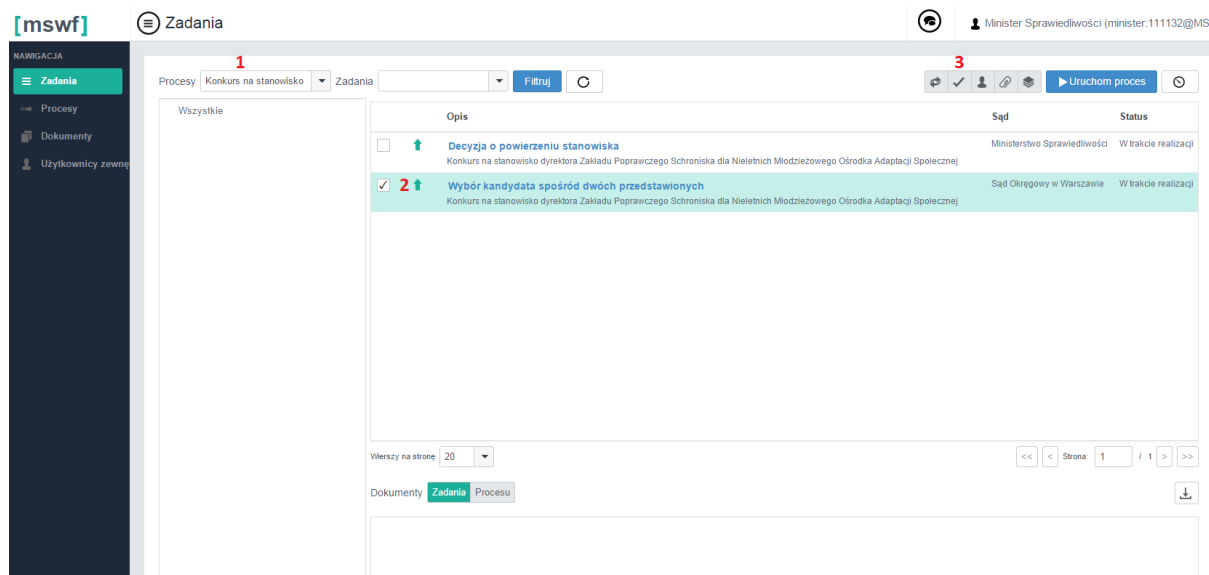 [mswf]
Zadania
Minister Sprawiedliwości (minister:111132@MS
NAWIGACJA
Zadania
Procesy
Dokumenty
Użytkownicy zewnę
1
3
Procesy Konkurs na stanowisko Zadania Filtruj Uruchom proces
Wszystkie
Opis Sąd Status
Decyzja o powierzeniu stanowiska Ministerstwo Sprawiedliwości W trakcie realizacji
Konkurs na stanowisko dyrektora Zakładu Poprawczego Schroniska dla Nieletnich Młodzieżowego Ośrodka Adaptacji Społecznej
2 Wybór kandydata spośród dwóch przedstawionych Sąd Okręgowy w Warszawie W trakcie realizacji
Konkurs na stanowisko dyrektora Zakładu Poprawczego Schroniska dla Nieletnich Młodzieżowego Ośrodka Adaptacji Społecznej
Wierszy na stronę 20 << < Strona: 1 / 1 > >>
Dokumenty Zadania Procesu